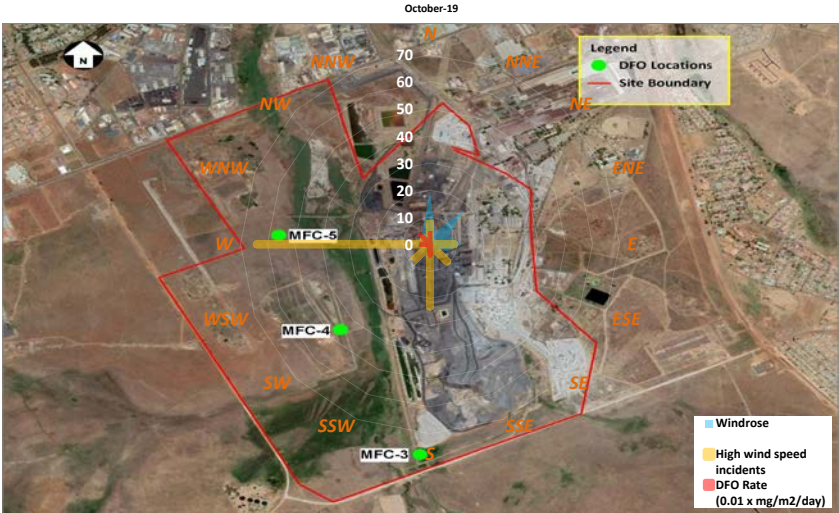 October-19
N
N
NNW
NNE
NW
NE
WNW
ENE
W
E
WSW
ESE
SW
SE
SSW
SSE
S
70
60
50
40
30
20
10
0
Legend
DFO Locations
Site Boundary
MFC-5
MFC-4
MFC-3
Windrose
High wind speed
incidents
DFO Rate
(0.01 x mg/m2/day)